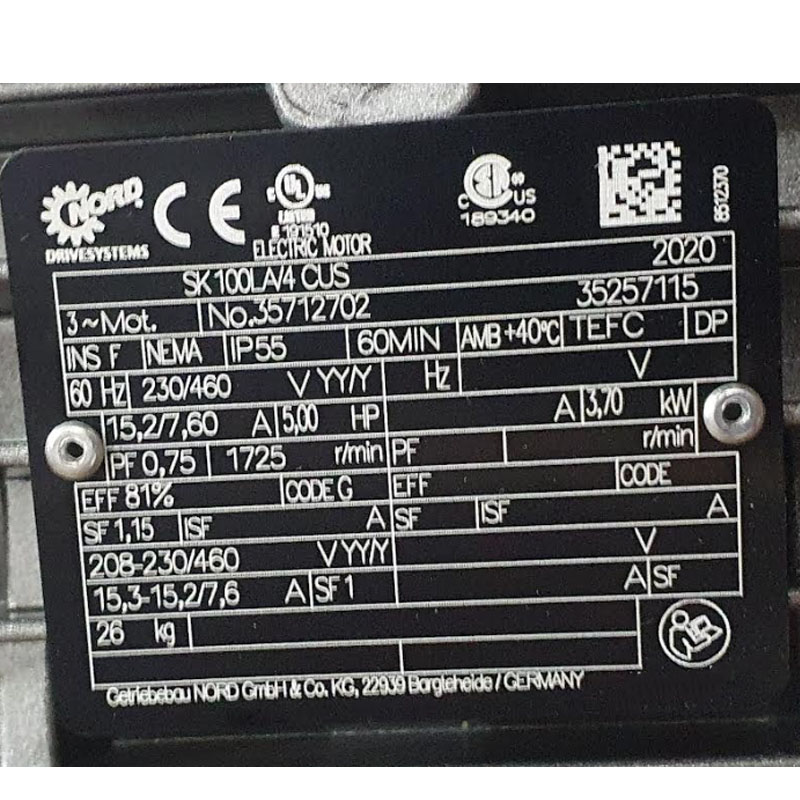 NORD
DRIVESYSTEMS
CE
c UL us
LISTED
E 191510
ELECTRIC MOTOR
c US
189340
8512370
SK 100LA/4 CUS 2020
3~Mot. No.35712702 35257115
INS F NEMA IP55 60MIN AMB +40°C TEFC DP
60 Hz 230/460 V YY/Y Hz V
15,2/7,60 A 5,00 HP A 3,70 kW
PF 0,75 1725 r/min PF r/min
EFF 81% CODE G EFF CODE
SF 1,15 ISF A SF ISF A
208-230/460 V YY/Y V
15,3-15,2/7,6 A SF 1 A SF
26 kg
Getriebebau NORD GmbH & Co. KG, 22939 Bargteheide / GERMANY